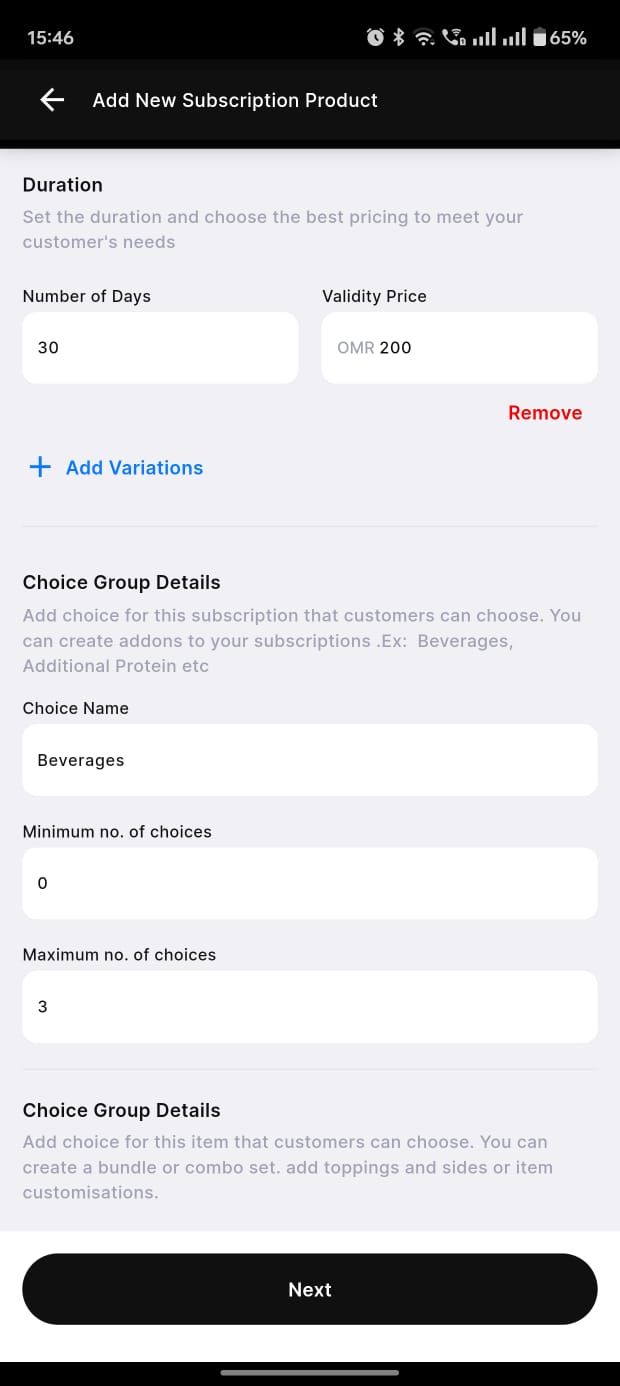 15:46
65%
Add New Subscription Product
Duration
Set the duration and choose the best pricing to meet your
customer's needs
Number of Days
Validity Price
30
OMR 200
Remove
+ Add Variations
Choice Group Details
Add choice for this subscription that customers can choose. You
can create addons to your subscriptions .Ex:  Beverages,
Additional Protein etc
Choice Name
Beverages
Minimum no. of choices
0
Maximum no. of choices
3
Choice Group Details
Add choice for this item that customers can choose. You can
create a bundle or combo set. add toppings and sides or item
customisations.
Next